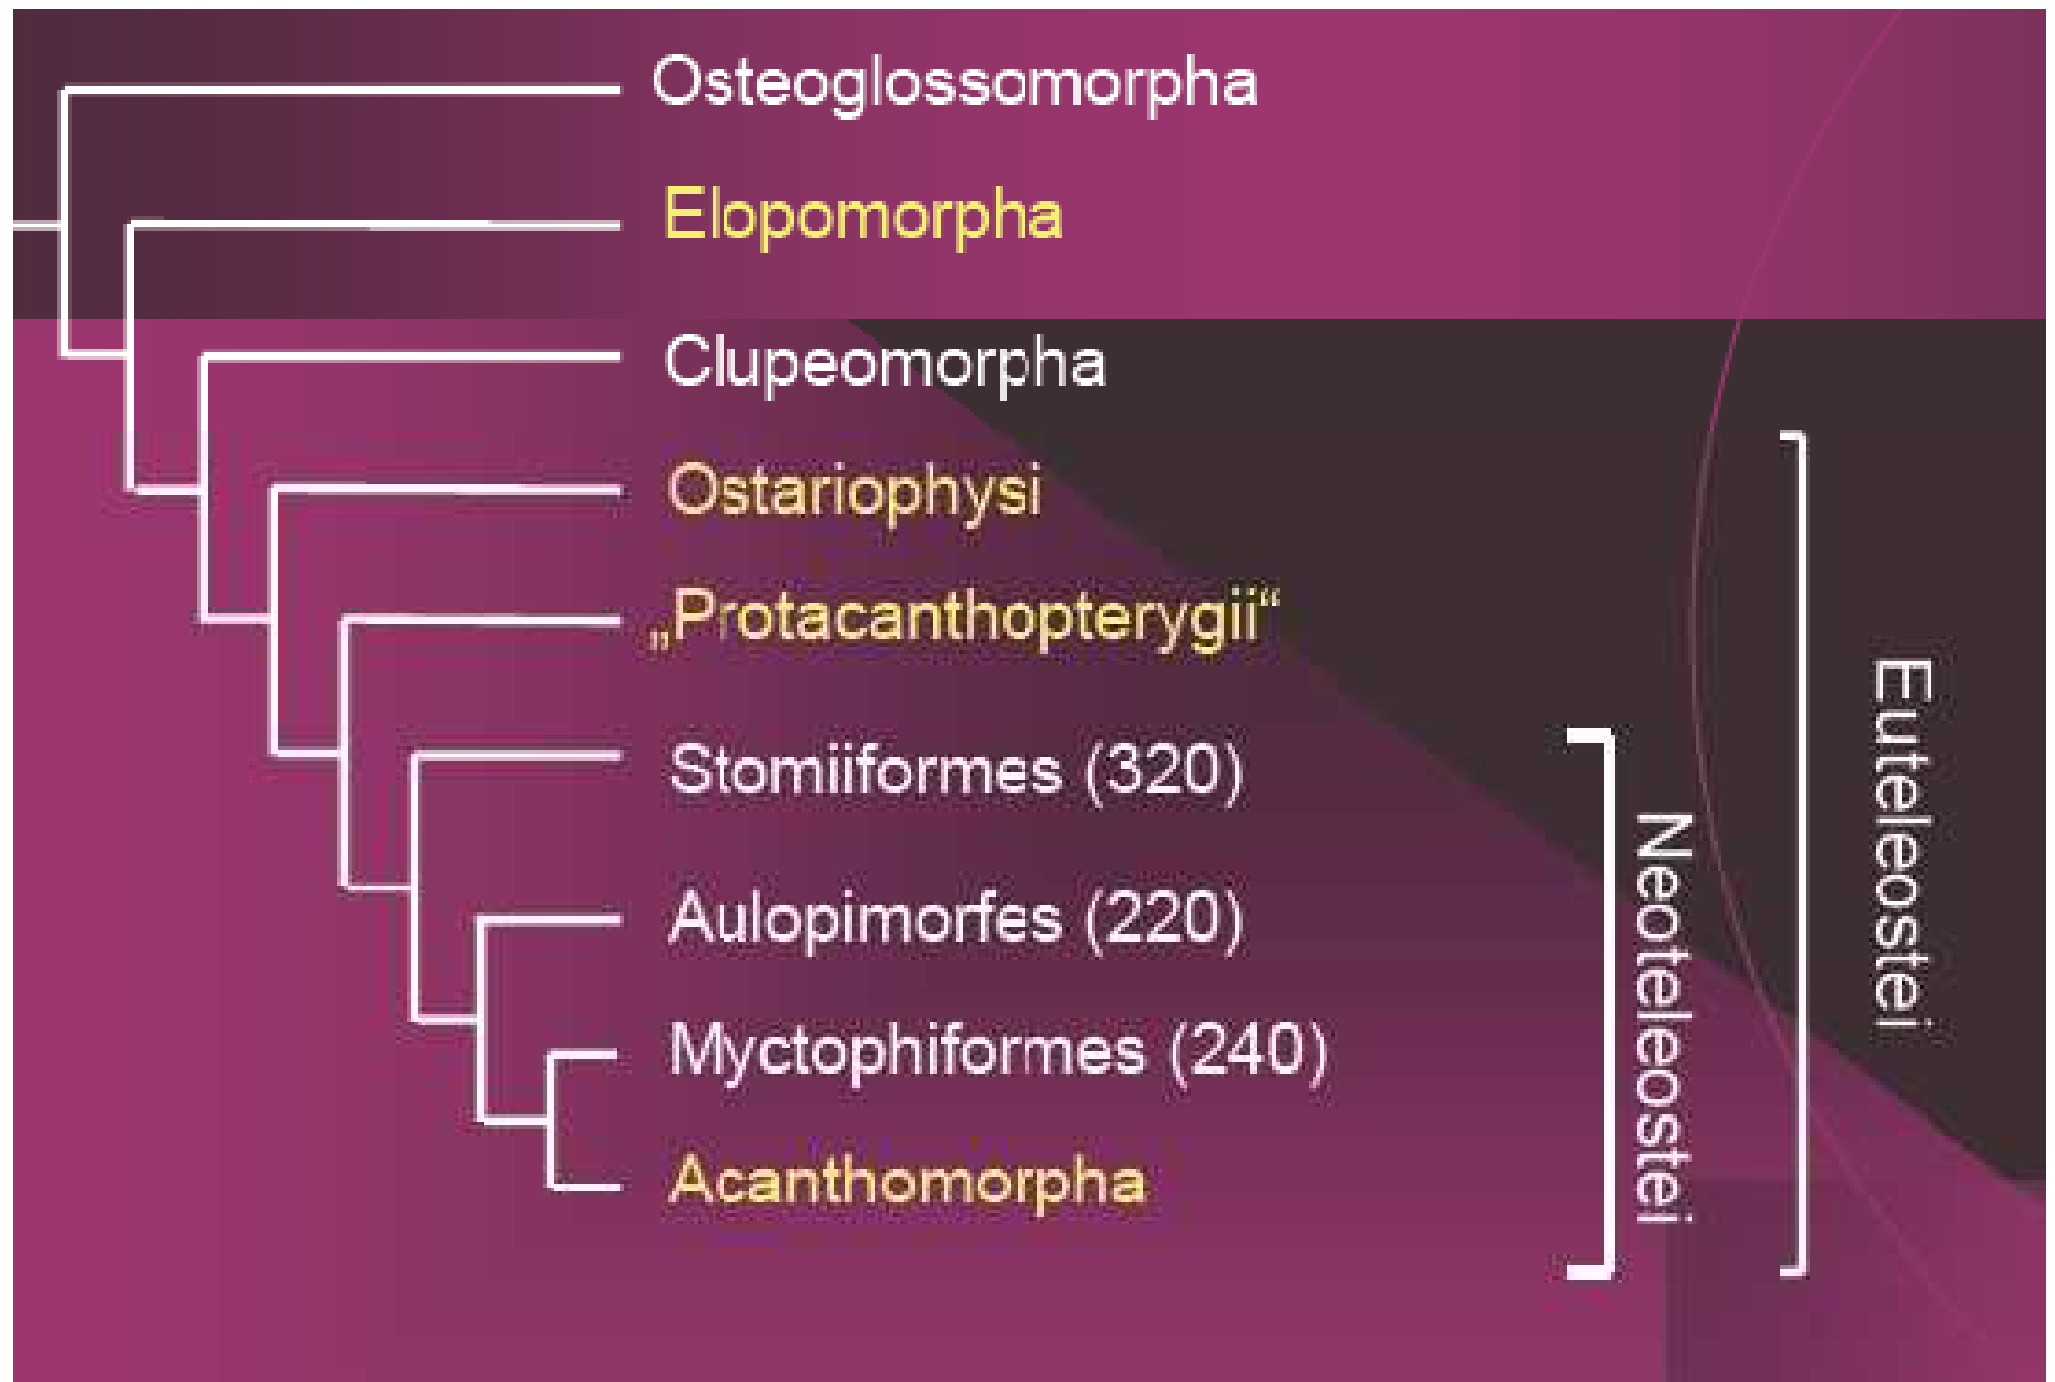 Osteoglossomorpha
Elopomorpha
Clupeomorpha
Ostariophysi
„Protacanthopterygii“
Stomiiformes (320)
Aulopimorfes (220)
Myctophiformes (240)
Acanthomorpha
Neoteleostei
Euteleostei